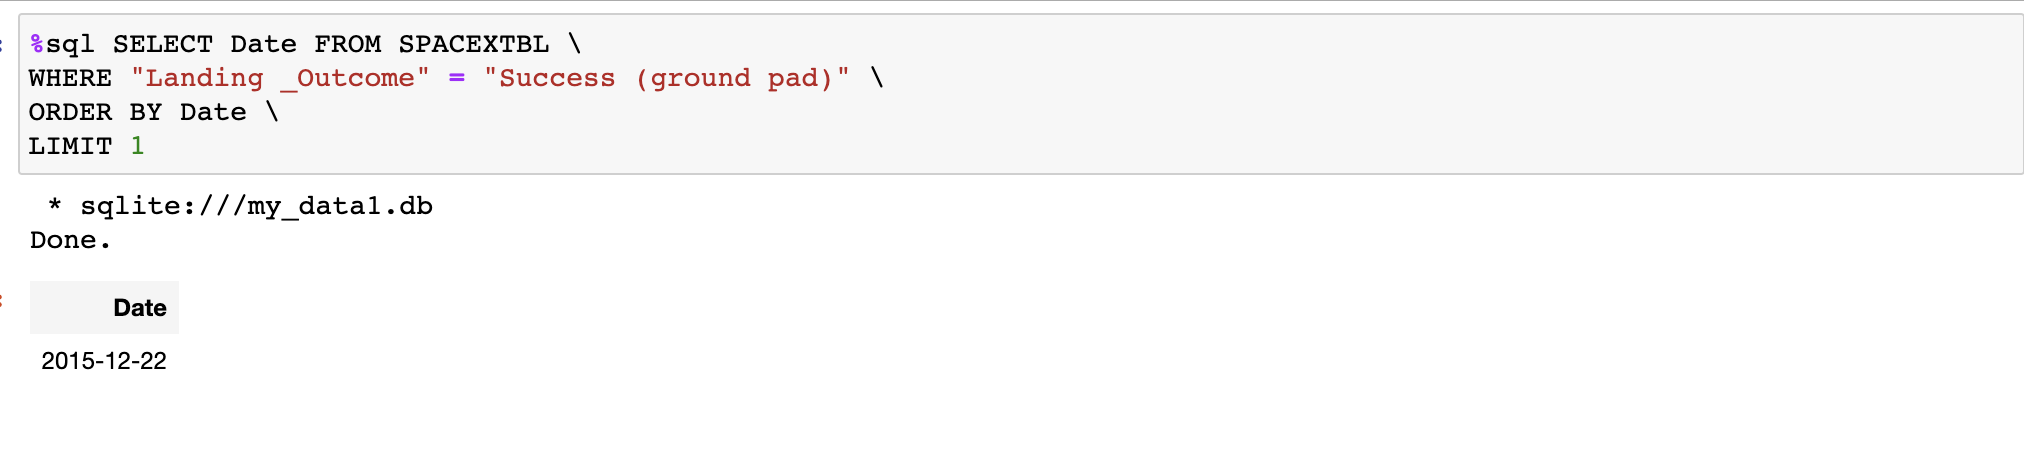 %sql SELECT Date FROM SPACEXTBL \
WHERE "Landing _Outcome" = "Success (ground pad)" \
ORDER BY Date \
LIMIT 1
* sqlite:///my_data1.db
Done.
Date
2015-12-22